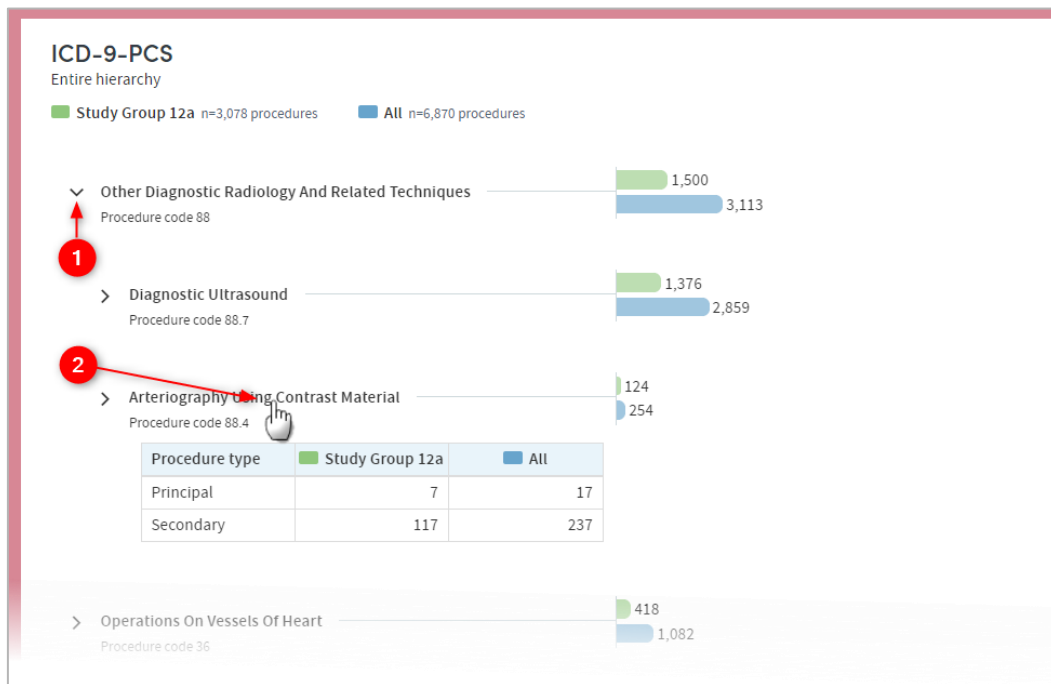 ICD-9-PCS
Entire hierarchy
Study Group 12a n=3,078 procedures All n=6,870 procedures
Other Diagnostic Radiology And Related Techniques 1,500
3,113
Procedure code 88
1
Diagnostic Ultrasound 1,376
2,859
Procedure code 88.7
2
Arteriography Using Contrast Material 124
254
Procedure code 88.4
Procedure type Study Group 12a All
Principal 7 17
Secondary 117 237
Operations On Vessels Of Heart 418
1,082
Procedure code 36